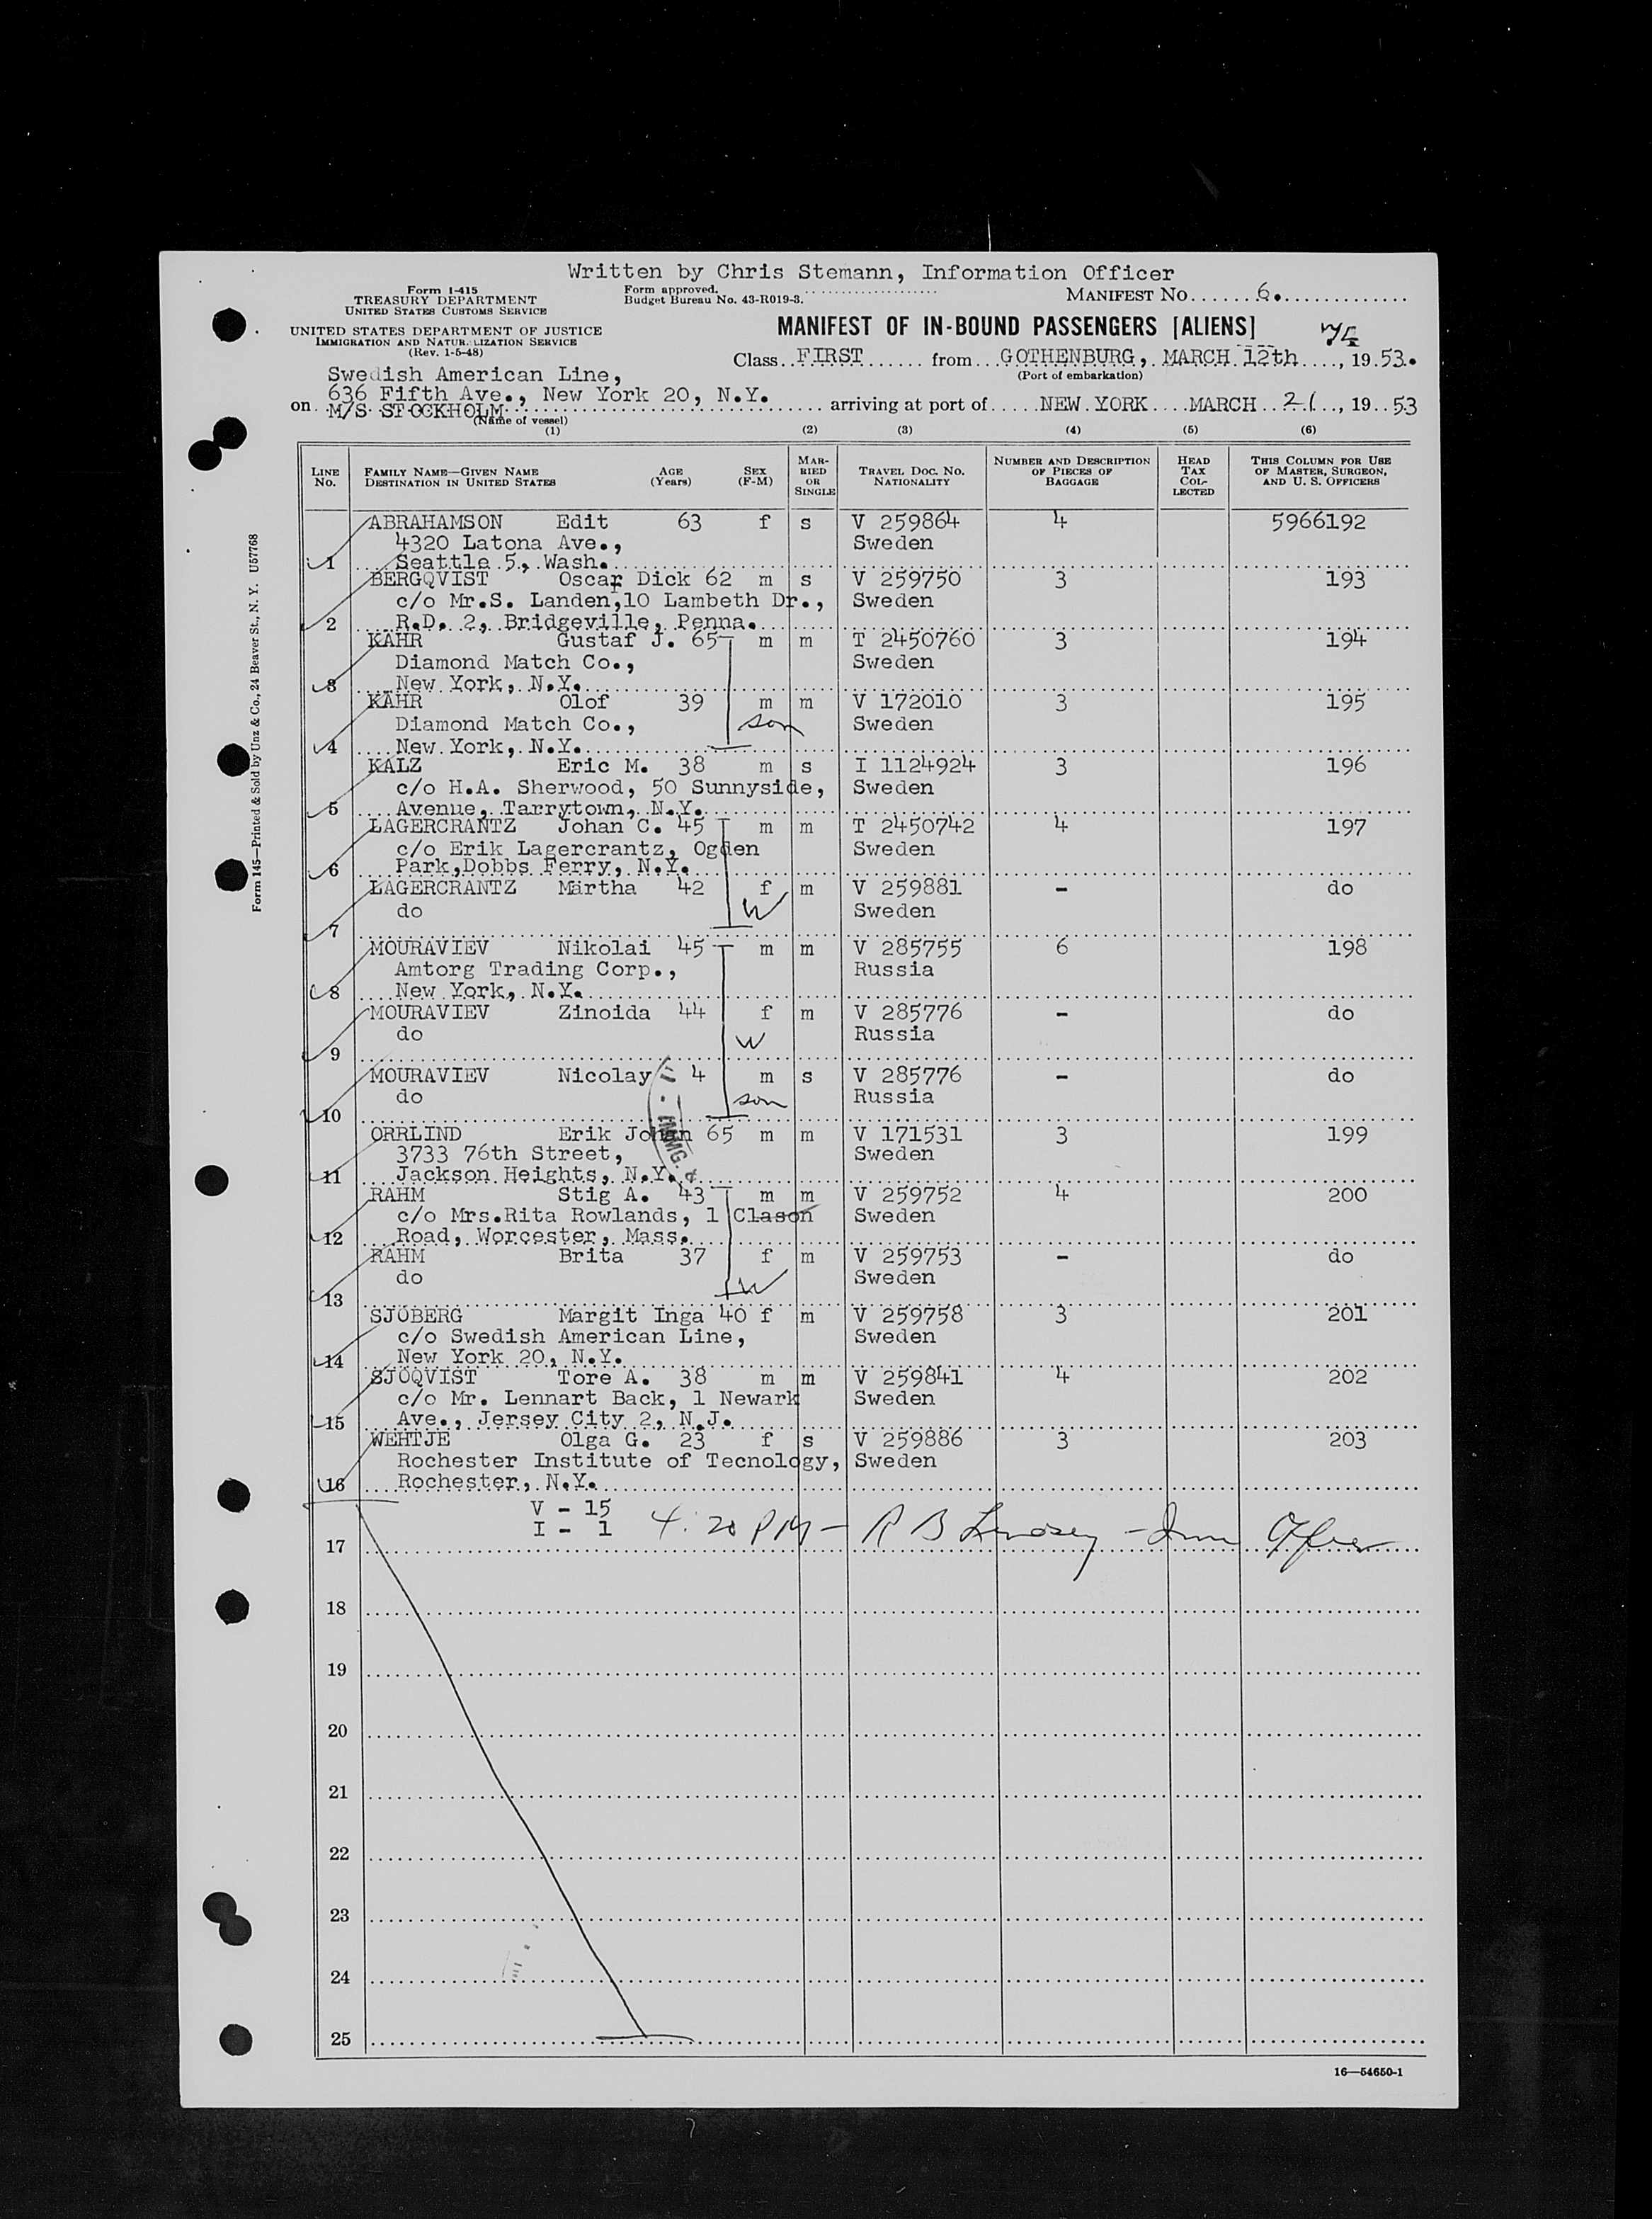 Written by Chris Stemann, Information Officer
Form I-415
TREASURY DEPARTMENT
UNITED STATES CUSTOMS SERVICE
Form approved.
Budget Bureau No. 43-R019-3.
MANIFEST No. 6.
UNITED STATES DEPARTMENT OF JUSTICE
IMMIGRATION AND NATURALIZATION SERVICE
(Rev. 1-5-48)
MANIFEST OF IN-BOUND PASSENGERS [ALIENS]
Class FIRST from GOTHENBURG, MARCH 12th, 1953.
(Port of embarkation)
Swedish American Line,
636 Fifth Ave., New York 20, N.Y.
on M/S STOCKHOLM arriving at port of NEW YORK MARCH 21, 1953
(Name of vessel)
(1) (2) (3) (4) (5) (6)
LINE No. FAMILY NAME—GIVEN NAME DESTINATION IN UNITED STATES AGE (Years) SEX (F-M) MARRIED OR SINGLE TRAVEL DOC. NO. NATIONALITY NUMBER AND DESCRIPTION OF PIECES OF BAGGAGE HEAD TAX COLLECTED THIS COLUMN FOR USE OF MASTER, SURGEON, AND U. S. OFFICERS
ABRAHAMSON Edit 63 f s V 259864 4 5966192
4320 Latona Ave., Sweden
1 Seattle 5, Wash.
BERGQVIST Oscar Dick 62 m s V 259750 3 193
c/o Mr.S. Landen,10 Lambeth Dr., Sweden
2 R.D. 2, Bridgeville, Penna.
KÄHR Gustaf J. 65 m m T 2450760 3 194
Diamond Match Co., Sweden
3 New York, N.Y.
KÄHR Olof 39 m m V 172010 3 195
Diamond Match Co., son Sweden
4 New York, N.Y.
KALZ Eric M. 38 m s I 1124924 3 196
c/o H.A. Sherwood, 50 Sunnyside, Sweden
5 Avenue, Tarrytown, N.Y.
LAGERCRANTZ Johan C. 45 m m T 2450742 4 197
c/o Erik Lagercrantz, Ogden Sweden
6 Park,Dobbs Ferry, N.Y.
LAGERCRANTZ Märtha 42 f m V 259881 - do
do W Sweden
7
MOURAVIEV Nikolai 45 m m V 285755 6 198
Amtorg Trading Corp., Russia
8 New York, N.Y.
MOURAVIEV Zinoida 44 f m V 285776 - do
do W Russia
9
MOURAVIEV Nicolay 4 m s V 285776 - do
do son Russia
10
IMMG. &
ORRLIND Erik Johan 65 m m V 171531 3 199
3733 76th Street, Sweden
11 Jackson Heights, N.Y.
RAHM Stig A. 43 m m V 259752 4 200
c/o Mrs.Rita Rowlands, 1 Clason Sweden
12 Road, Worcester, Mass.
RAHM Brita 37 f m V 259753 - do
do W Sweden
13
SJÖBERG Margit Inga 40 f m V 259758 3 201
c/o Swedish American Line, Sweden
14 New York 20, N.Y.
SJÖQVIST Tore A. 38 m m V 259841 4 202
c/o Mr. Lennart Back, 1 Newark Sweden
15 Ave., Jersey City 2, N.J.
WEHTJE Olga G. 23 f s V 259886 3 203
Rochester Institute of Tecnology, Sweden
16 Rochester, N.Y.
V - 15
I - 1 4:20 PM - R B Lindsey - Imm Officer
17
18
19
20
21
22
23
24
25
16—54650-1
Form 145—Printed & Sold by Unz & Co., 24 Beaver St., N. Y. U57768